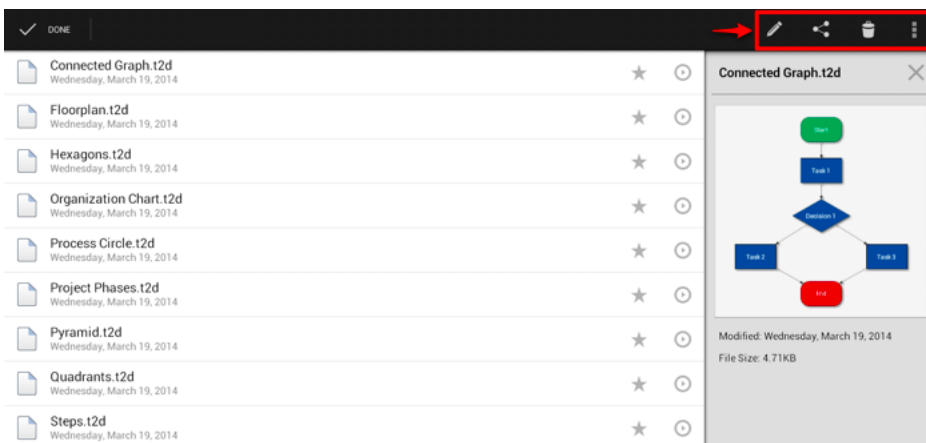 DONE
Connected Graph.t2d
Wednesday, March 19, 2014
Floorplan.t2d
Wednesday, March 19, 2014
Hexagons.t2d
Wednesday, March 19, 2014
Organization Chart.t2d
Wednesday, March 19, 2014
Process Circle.t2d
Wednesday, March 19, 2014
Project Phases.t2d
Wednesday, March 19, 2014
Pyramid.t2d
Wednesday, March 19, 2014
Quadrants.t2d
Wednesday, March 19, 2014
Steps.t2d
Wednesday, March 19, 2014
Connected Graph.t2d
Start
Task 1
Decision 1
Task 2
Task 3
End
Modified: Wednesday, March 19, 2014
File Size: 4.71KB